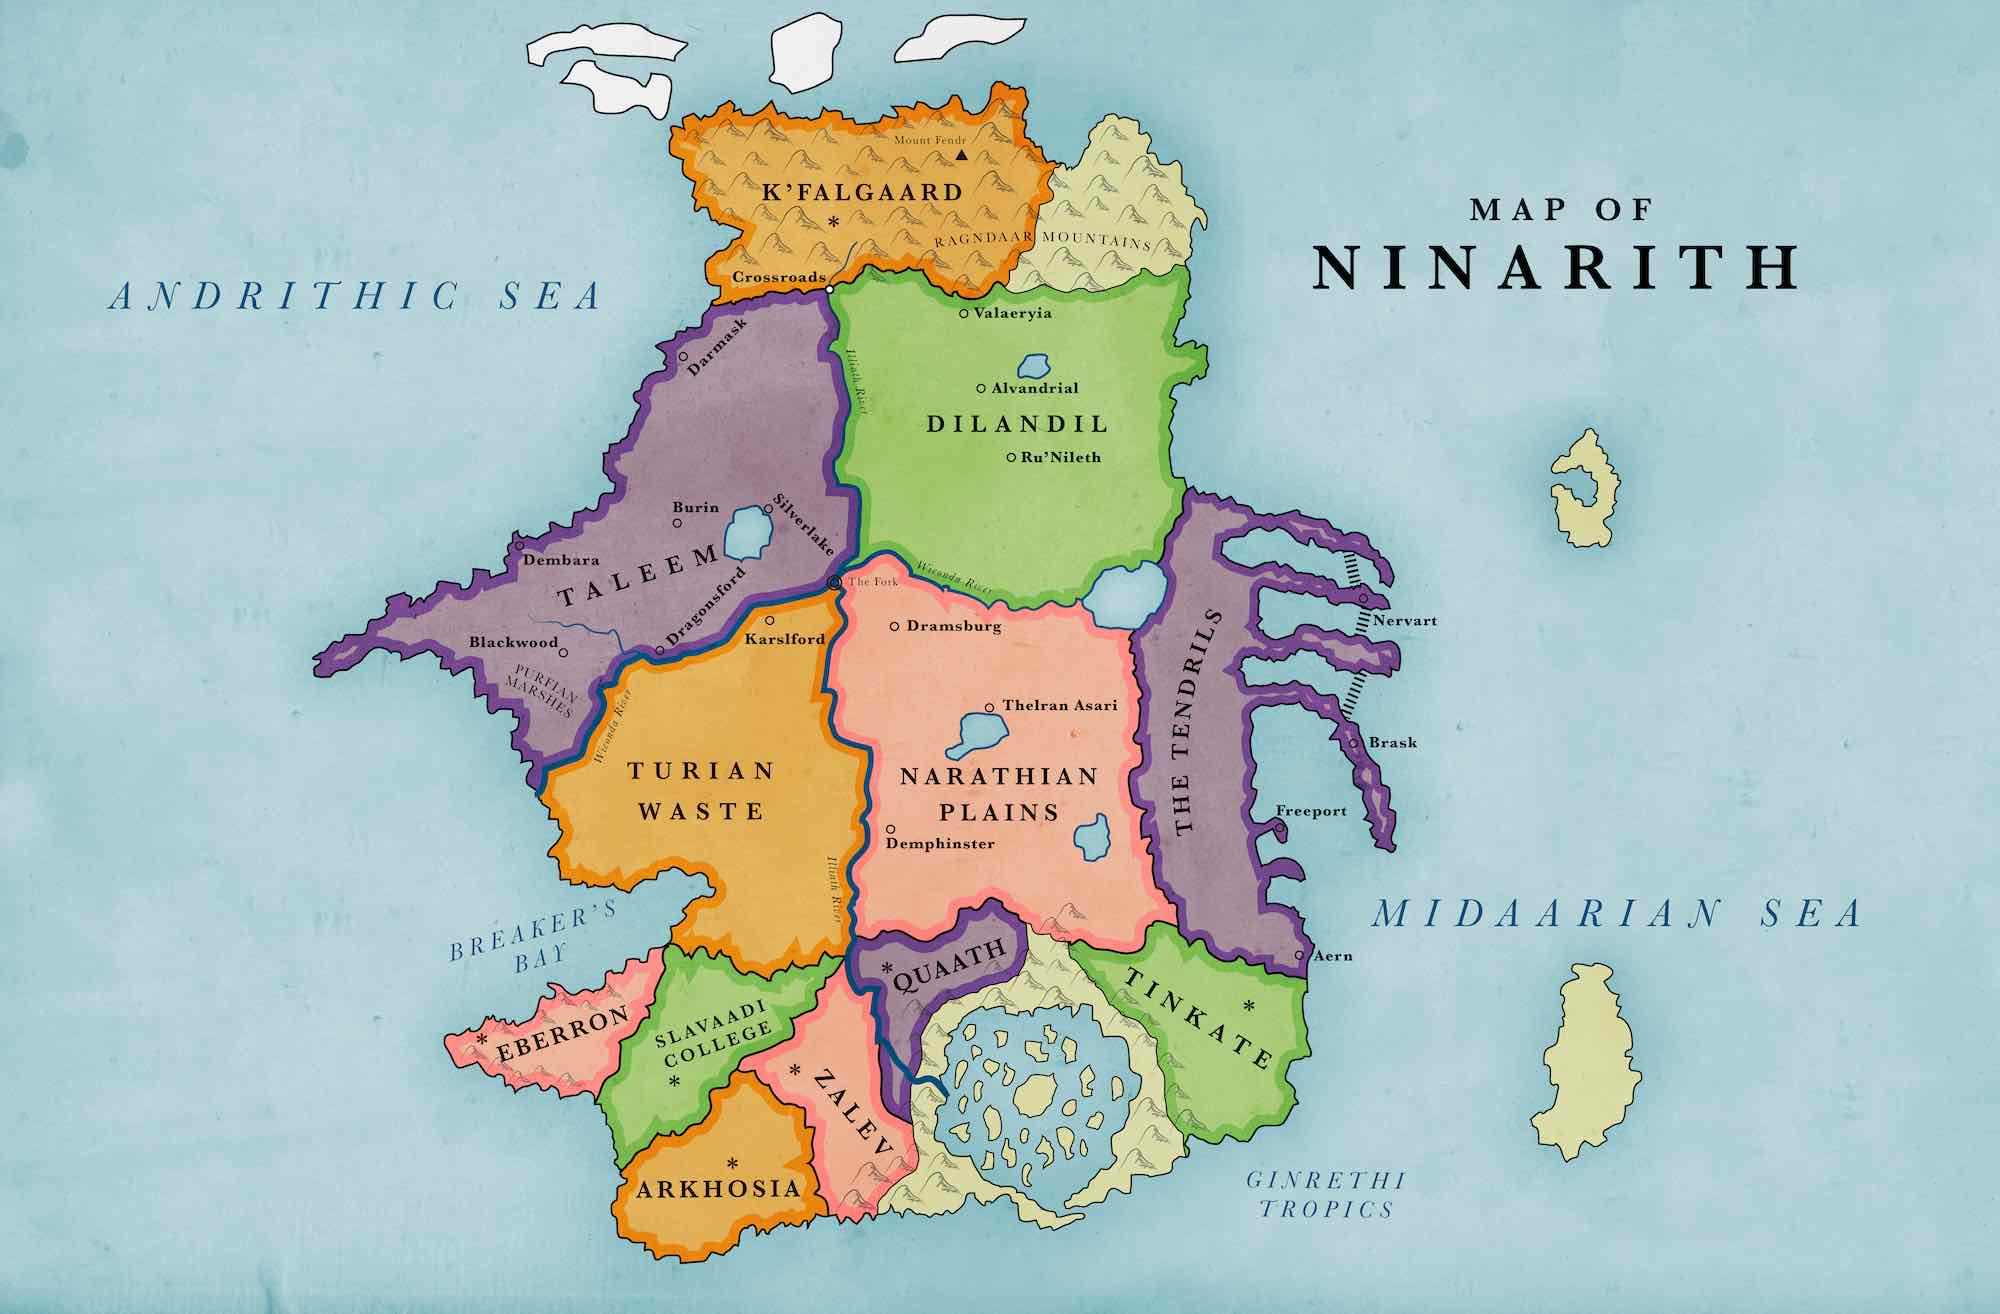 MAP OF
NINARITH
Mount Fendr
K'FALGAARD
*
RAGNDAAR MOUNTAINS
Crossroads
ANDRITHIC SEA
Valaeryia
Darmask
Illiath River
Alvandrial
DILANDIL
Ru'Nileth
Burin
Silverlake
Dembara
TALEEM
The Fork
Wiconda River
Dragonsford
Nervart
Karslford
Dramsburg
Blackwood
PURFIAN
MARSHES
THE TENDRILS
Wiconda River
Thelran Asari
Brask
TURIAN
WASTE
NARATHIAN
PLAINS
Freeport
Demphinster
Illiath River
BREAKER'S
BAY
MIDAARIAN SEA
*
QUAATH
Aern
TINKATE
*
EBERRON
*
SLAVAADI
COLLEGE
*
ZALEV
*
ARKHOSIA
*
GINRETHI
TROPICS